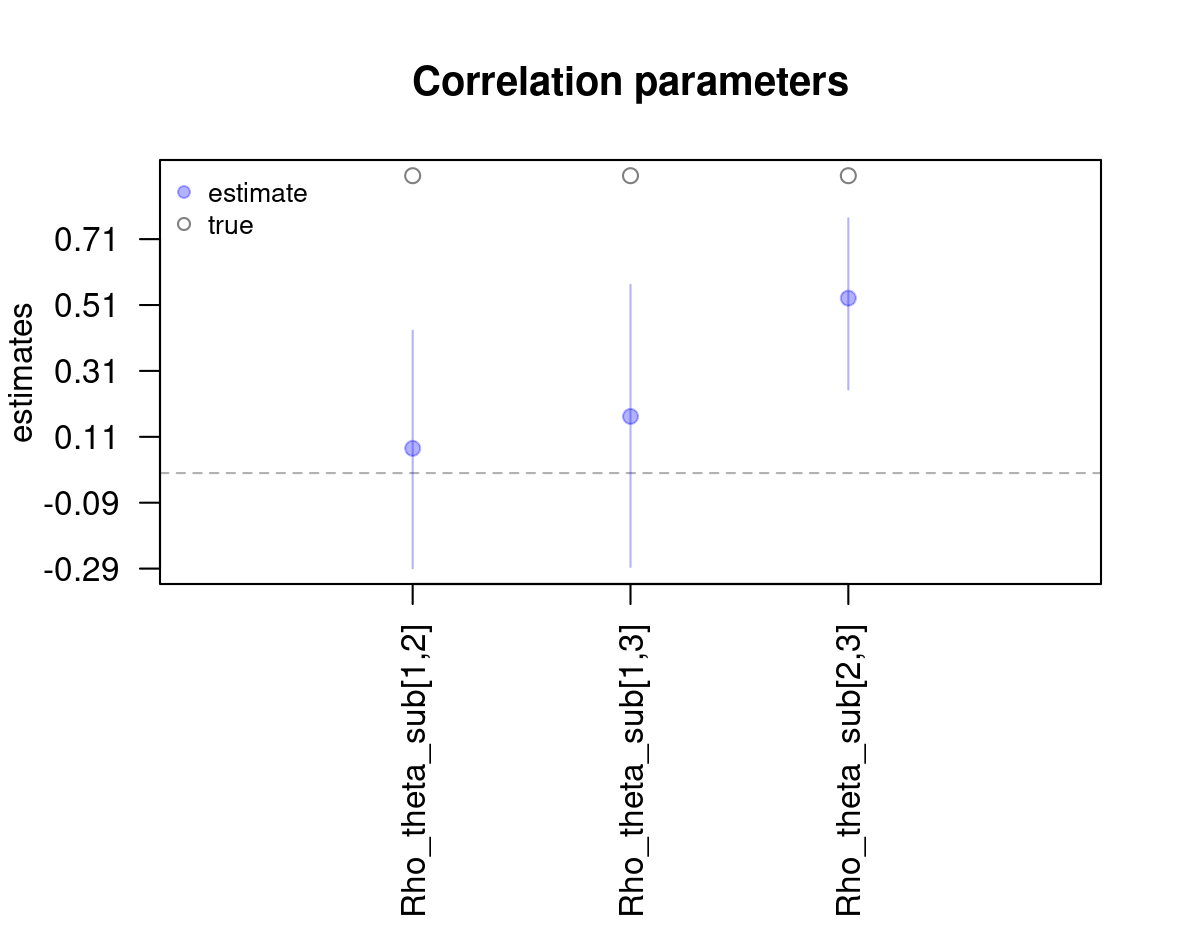 Correlation parameters
estimate
true
estimates
0.71
0.51
0.31
0.11
-0.09
-0.29
Rho_theta_sub[1,2]
Rho_theta_sub[1,3]
Rho_theta_sub[2,3]